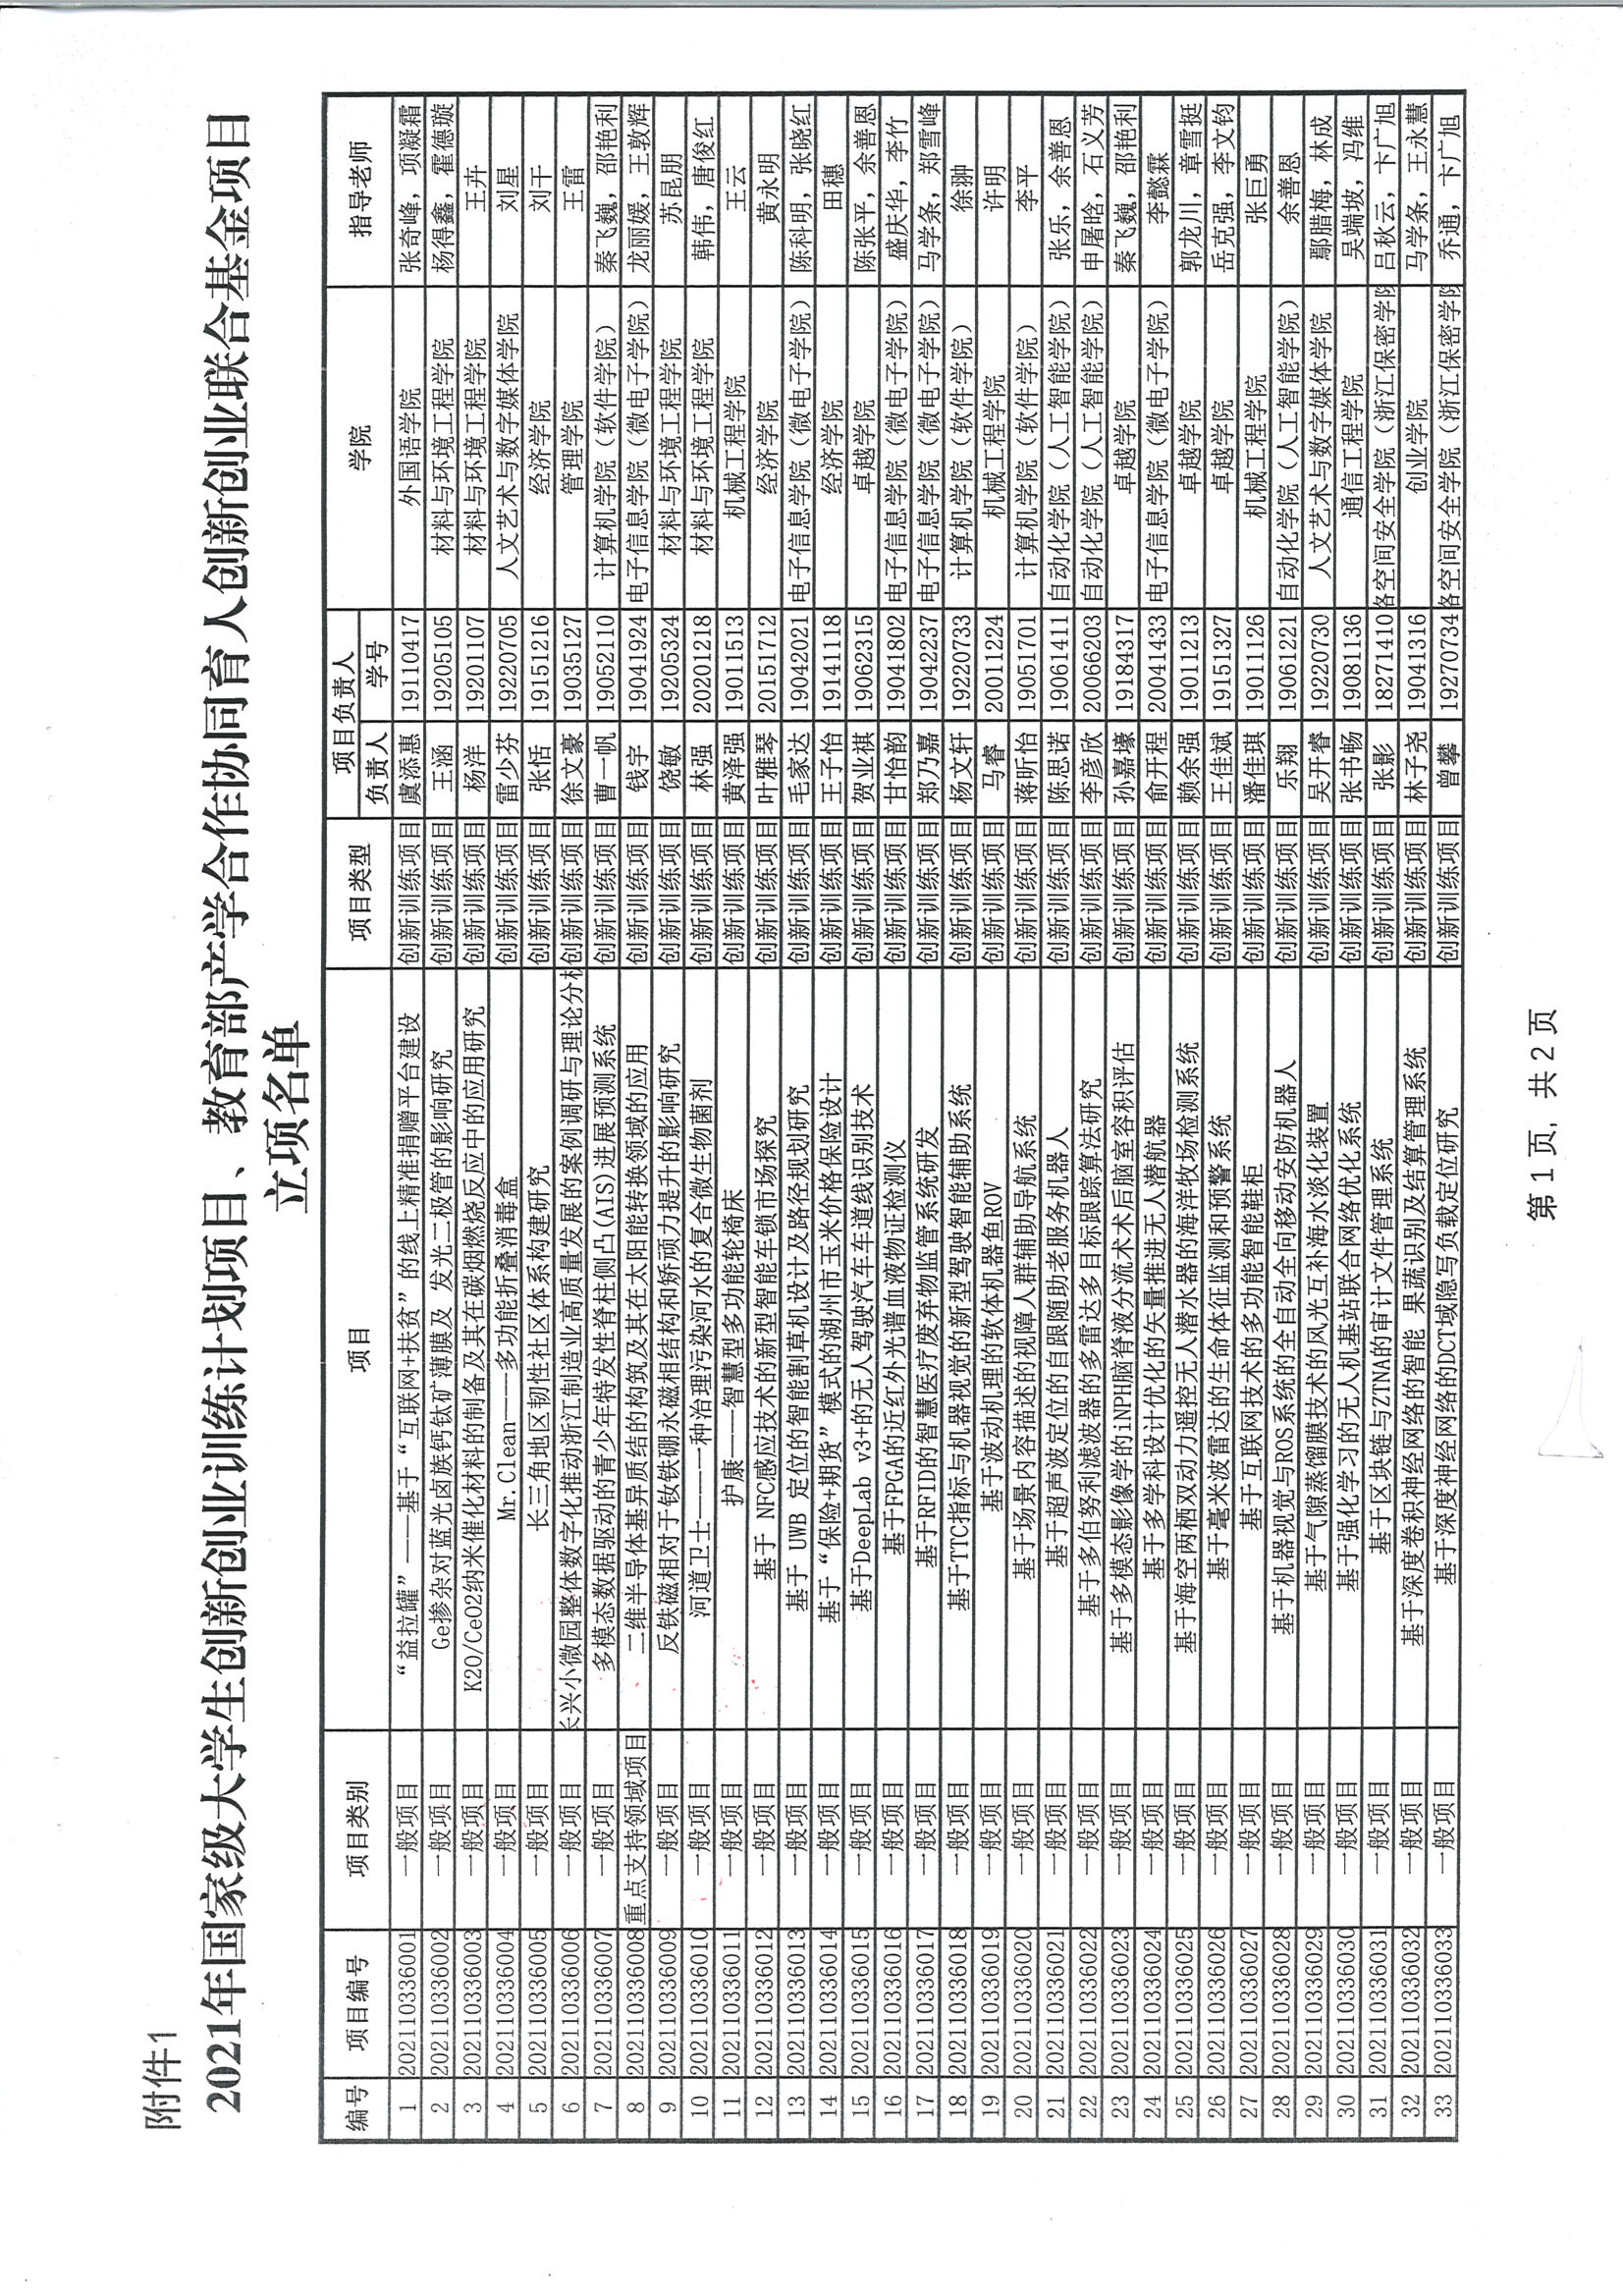 附件1
2021年国家级大学生创新创业训练计划项目、教育部产学合作协同育人创新创业联合基金项目
立项名单
编号 项目编号 项目类别 项目 项目类型 项目负责人 学院 指导老师
负责人 学号
1 202110336001 一般项目 “益拉罐”——基于“互联网+扶贫”的线上精准捐赠平台建设 创新训练项目 虞添惠 19110417 外国语学院 张奇峰，项凝霜
2 202110336002 一般项目 Ge掺杂对蓝光卤族钙钛矿薄膜及 发光二极管的影响研究 创新训练项目 王涵 19205105 材料与环境工程学院 杨得鑫，霍德璇
3 202110336003 一般项目 K2O/CeO2纳米催化材料的制备及其在碳烟燃烧反应中的应用研究 创新训练项目 杨洋 19201107 材料与环境工程学院 王卉
4 202110336004 一般项目 Mr.Clean——多功能折叠消毒盒 创新训练项目 雷少芬 19220705 人文艺术与数字媒体学院 刘星
5 202110336005 一般项目 长三角地区韧性社区体系构建研究 创新训练项目 张恬 19151216 经济学院 刘干
6 202110336006 一般项目 长兴小微园整体数字化推动浙江制造业高质量发展的案例调研与理论分析 创新训练项目 徐文豪 19035127 管理学院 王雷
7 202110336007 一般项目 多模态数据驱动的青少年特发性脊柱侧凸(AIS)进展预测系统 创新训练项目 曹一帆 19052110 计算机学院（软件学院） 秦飞巍，邵艳利
8 202110336008 重点支持领域项目 二维半导体基异质结的构筑及其在太阳能转换领域的应用 创新训练项目 钱宇 19041924 电子信息学院（微电子学院） 龙丽媛，王敦辉
9 202110336009 一般项目 反铁磁相对于钕铁硼永磁相结构和矫顽力提升的影响研究 创新训练项目 饶敏 19205324 材料与环境工程学院 苏昆朋
10 202110336010 一般项目 河道卫士——一种治理污染河水的复合微生物菌剂 创新训练项目 林强 20201218 材料与环境工程学院 韩伟，唐俊红
11 202110336011 一般项目 护康——智慧型多功能轮椅床 创新训练项目 黄泽强 19011513 机械工程学院 王云
12 202110336012 一般项目 基于 NFC感应技术的新型智能车锁市场探究 创新训练项目 叶雅琴 20151712 经济学院 黄永明
13 202110336013 一般项目 基于 UWB 定位的智能割草机设计及路径规划研究 创新训练项目 毛家达 19042021 电子信息学院（微电子学院） 陈科明，张晓红
14 202110336014 一般项目 基于“保险+期货”模式的湖州市玉米价格保险设计 创新训练项目 王子怡 19141118 经济学院 田穗
15 202110336015 一般项目 基于DeepLab v3+的无人驾驶汽车车道线识别技术 创新训练项目 贺业祺 19062315 卓越学院 陈张平，余善恩
16 202110336016 一般项目 基于FPGA的近红外光谱血液物证检测仪 创新训练项目 甘怡韵 19041802 电子信息学院（微电子学院） 盛庆华，李竹
17 202110336017 一般项目 基于RFID的智慧医疗废弃物监管系统研发 创新训练项目 郑乃嘉 19042237 电子信息学院（微电子学院） 马学条，郑雪峰
18 202110336018 一般项目 基于TTC指标与机器视觉的新型驾驶智能辅助系统 创新训练项目 杨文轩 19220733 计算机学院（软件学院） 徐翀
19 202110336019 一般项目 基于波动机理的软体机器鱼ROV 创新训练项目 马睿 20011224 机械工程学院 许明
20 202110336020 一般项目 基于场景内容描述的视障人群辅助导航系统 创新训练项目 蒋昕怡 19051701 计算机学院（软件学院） 李平
21 202110336021 一般项目 基于超声波定位的自跟随助老服务机器人 创新训练项目 陈思诺 19061411 自动化学院（人工智能学院） 张乐，余善恩
22 202110336022 一般项目 基于多伯努利滤波器的多雷达多目标跟踪算法研究 创新训练项目 李彦欣 20066203 自动化学院（人工智能学院） 申屠晗，石义芳
23 202110336023 一般项目 基于多模态影像学的iNPH脑脊液分流术术后脑室容积评估 创新训练项目 孙嘉壕 19184317 卓越学院 秦飞巍，邵艳利
24 202110336024 一般项目 基于多学科设计优化的矢量推进无人潜航器 创新训练项目 俞开程 20041433 电子信息学院（微电子学院） 李懿霖
25 202110336025 一般项目 基于海空两栖双动力遥控无人潜水器的海洋牧场检测系统 创新训练项目 赖余强 19011213 卓越学院 郭龙川，章雪挺
26 202110336026 一般项目 基于毫米波雷达的生命体征监测和预警系统 创新训练项目 王佳斌 19151327 卓越学院 岳克强，李文钧
27 202110336027 一般项目 基于互联网技术的多功能智能鞋柜 创新训练项目 潘佳琪 19011126 机械工程学院 张巨勇
28 202110336028 一般项目 基于机器视觉与ROS系统的全自动全向移动安防机器人 创新训练项目 乐翔 19061221 自动化学院（人工智能学院） 余善恩
29 202110336029 一般项目 基于气隙蒸馏膜技术的风光互补海水淡化装置 创新训练项目 吴开睿 19220730 人文艺术与数字媒体学院 鄢腊梅，林成
30 202110336030 一般项目 基于强化学习的无人机基站联合网络优化系统 创新训练项目 张书畅 19081136 通信工程学院 吴端坡，冯维
31 202110336031 一般项目 基于区块链与ZTNA的审计文件管理系统 创新训练项目 张影 18271410 络空间安全学院（浙江保密学院 吕秋云，卞广旭
32 202110336032 一般项目 基于深度卷积神经网络的智能 果蔬识别及结算管理系统 创新训练项目 林子尧 19041316 创业学院 马学条，王永慧
33 202110336033 一般项目 基于深度神经网络的DCT域隐写负载定位研究 创新训练项目 曾攀 19270734 络空间安全学院（浙江保密学院 乔通，卞广旭
第 1 页，共 2 页